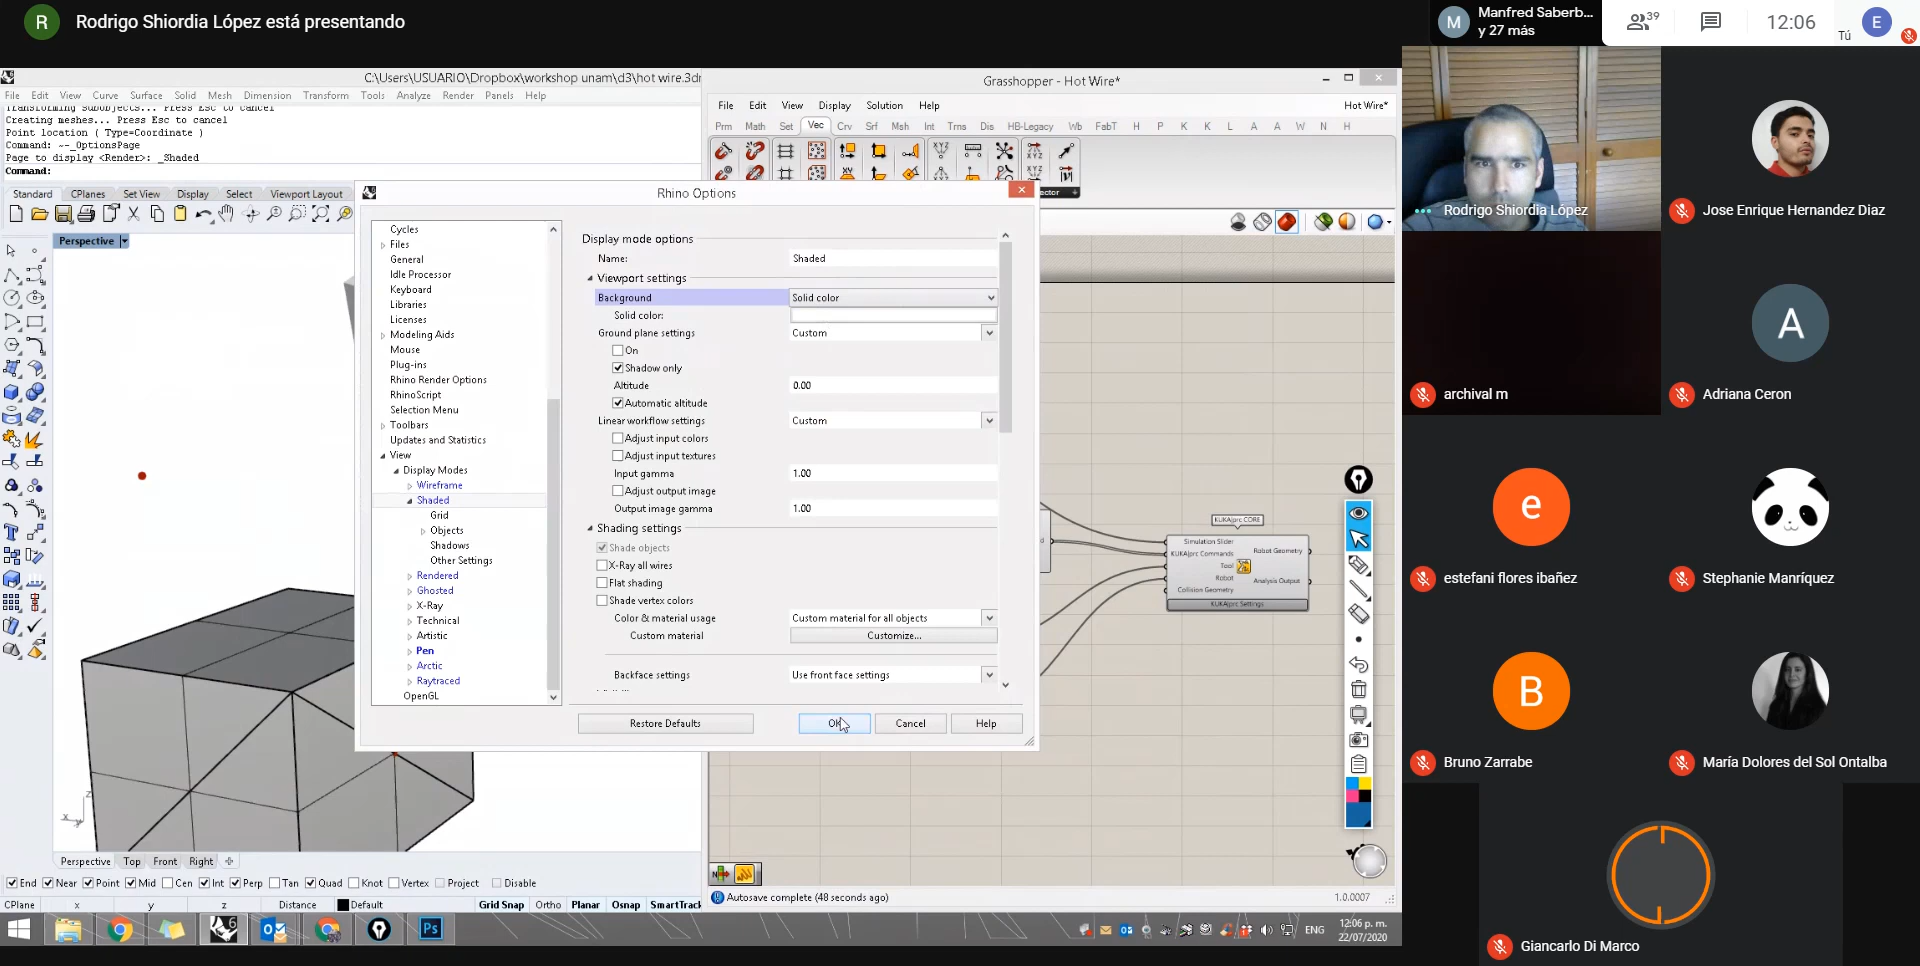 R Rodrigo Shiordia López está presentando
M Manfred Saberb...
y 27 más
39
12:06
Tú
E
C:\Users\USUARIO\Dropbox\workshop unam\d3\hot wire.3dr
File Edit View Curve Surface Solid Mesh Dimension Transform Tools Analyze Render Panels Help
Transforming subobjects... Press Esc to cancel
Creating meshes... Press Esc to cancel
Point location ( Type=Coordinate )
Command: ~-_OptionsPage
Page to display <Render>: _Shaded
Command:
Standard CPlanes Set View Display Select Viewport Layout
Perspective
Grasshopper - Hot Wire*
File Edit View Display Solution Help
Hot Wire*
Prm Math Set Vec Crv Srf Msh Int Trns Dis HB-Legacy Wb FabT H P K K L A A W N H
Rhino Options
Cycles
Files
General
Idle Processor
Keyboard
Libraries
Licenses
Modeling Aids
Mouse
Plug-ins
Rhino Render Options
RhinoScript
Selection Menu
Toolbars
Updates and Statistics
View
Display Modes
Wireframe
Shaded
Grid
Objects
Shadows
Other Settings
Rendered
Ghosted
X-Ray
Technical
Artistic
Pen
Arctic
Raytraced
OpenGL
Display mode options
Name: Shaded
Viewport settings
Background Solid color
Solid color:
Ground plane settings Custom
On
Shadow only
Altitude 0.00
Automatic altitude
Linear workflow settings Custom
Adjust input colors
Adjust input textures
Input gamma 1.00
Adjust output image
Output image gamma 1.00
Shading settings
Shade objects
X-Ray all wires
Flat shading
Shade vertex colors
Color & material usage Custom material for all objects
Custom material Customize...
Backface settings Use front face settings
Restore Defaults OK Cancel Help
KUKA|prc CORE
Simulation Slider
KUKA|prc Commands
Tool
Robot
Collision Geometry
Robot Geometry
Analysis Output
KUKA|prc Settings
z
x
y
Perspective Top Front Right
End Near Point Mid Cen Int Perp Tan Quad Knot Vertex Project Disable
CPlane x y z Distance Default Grid Snap Ortho Planar Osnap SmartTrack
Autosave complete (48 seconds ago)
1.0.0007
6
Ps
ENG
12:06 p. m.
22/07/2020
Rodrigo Shiordia López
Jose Enrique Hernandez Diaz
archival m
A
Adriana Ceron
e
estefani flores ibañez
Stephanie Manríquez
B
Bruno Zarrabe
María Dolores del Sol Ontalba
Giancarlo Di Marco